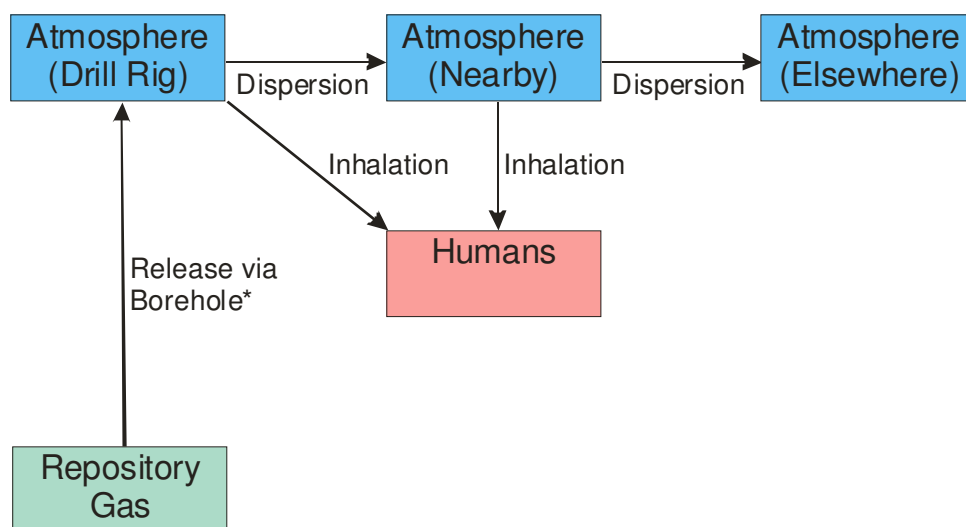 Atmosphere
(Drill Rig)
Dispersion
Atmosphere
(Nearby)
Dispersion
Atmosphere
(Elsewhere)
Inhalation
Inhalation
Humans
Release via
Borehole*
Repository
Gas